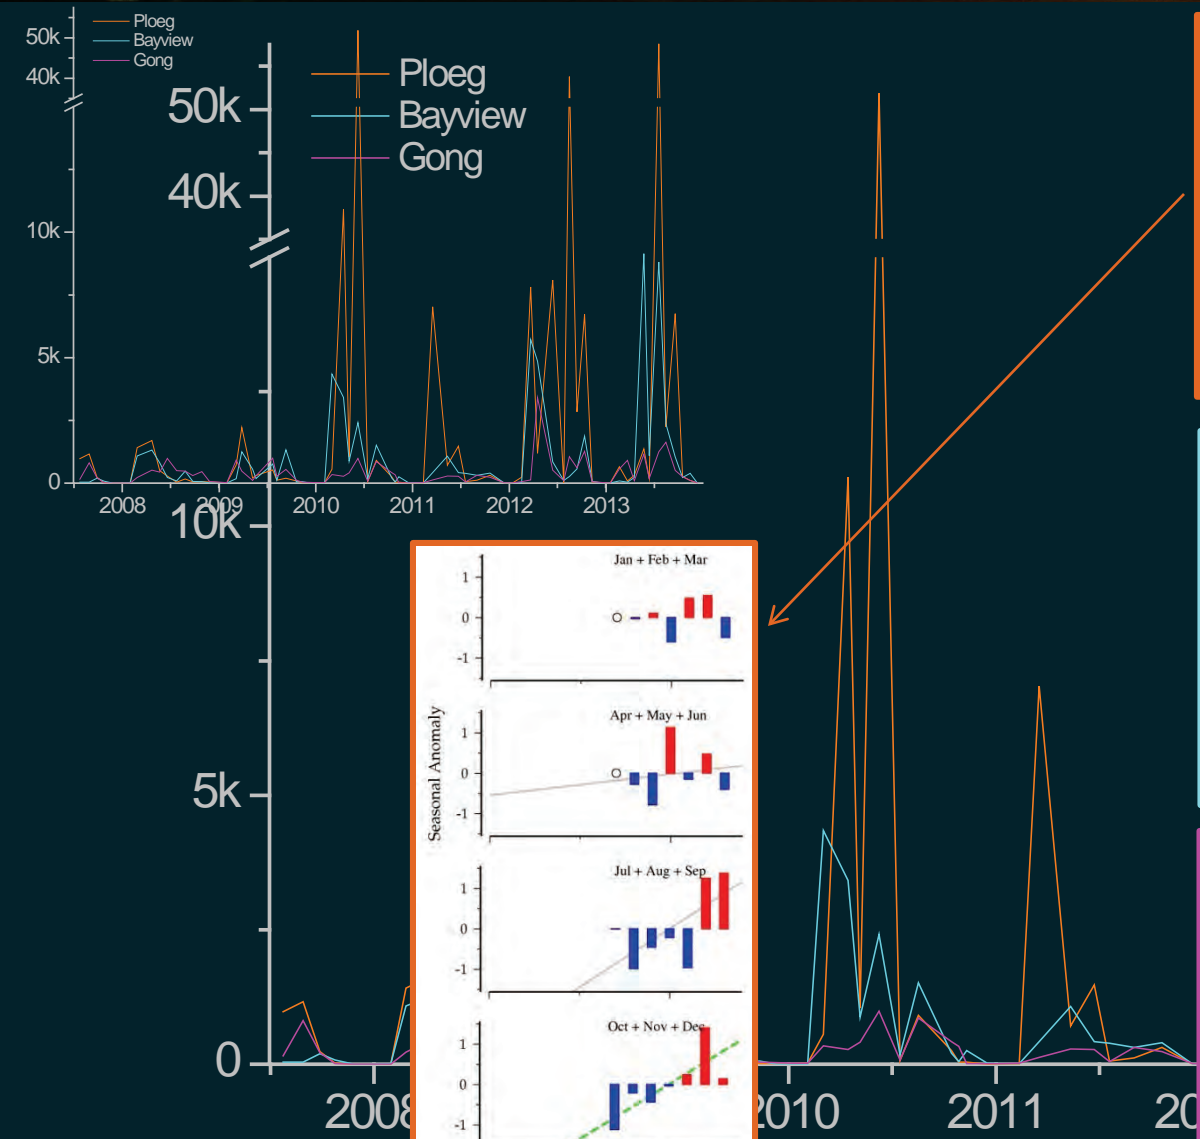 Ploeg
Bayview
Gong
50k
40k
10k
5k
0
2008
2009
2010
2011
2012
2013
Ploeg
Bayview
Gong
50k
40k
10k
5k
0
2008
2010
2011
20
Seasonal Anomaly
Jan + Feb + Mar
1
0
-1
Apr + May + Jun
1
0
-1
Jul + Aug + Sep
1
0
-1
Oct + Nov + Dec
1
0
-1